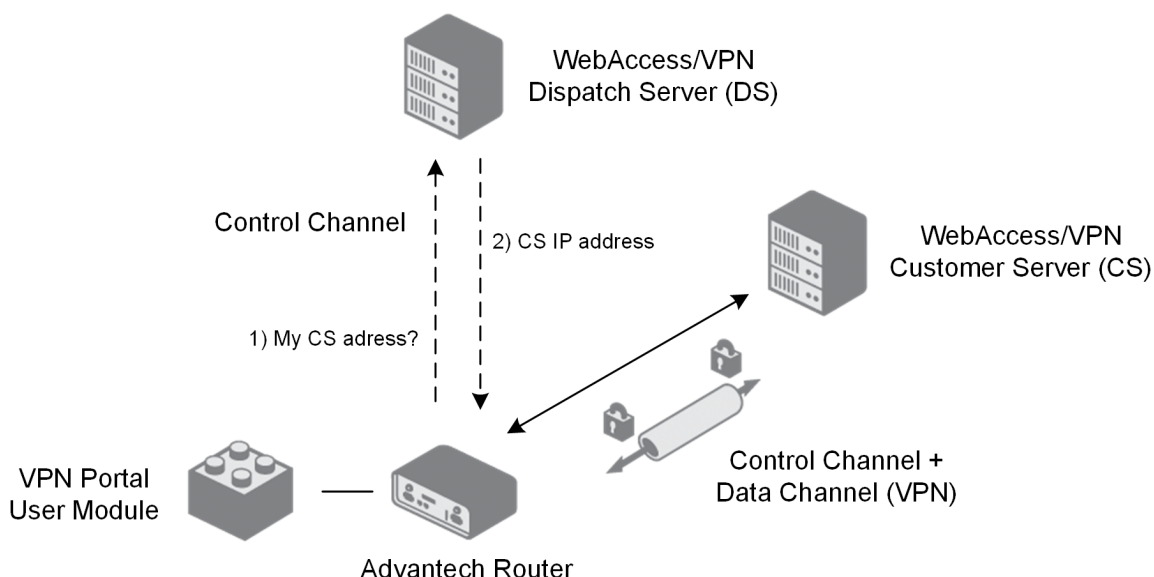 WebAccess/VPN
Dispatch Server (DS)
Control Channel
2) CS IP address
WebAccess/VPN
Customer Server (CS)
1) My CS adress?
VPN Portal
User Module
Control Channel +
Data Channel (VPN)
Advantech Router